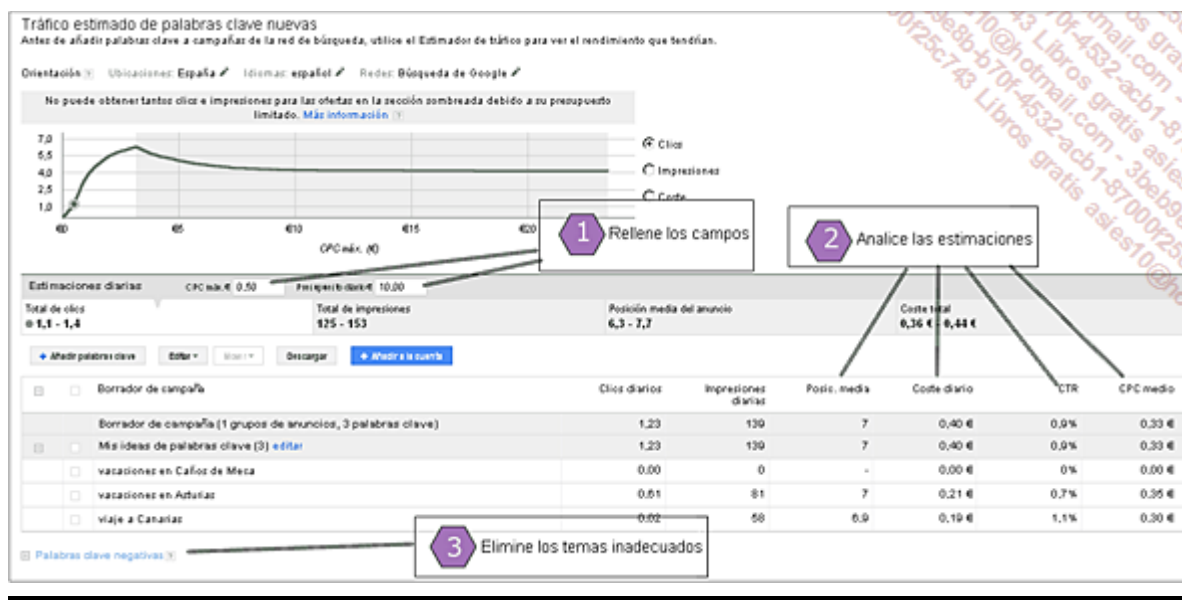 Tráfico estimado de palabras clave nuevas
Antes de añadir palabras clave a campañas de la red de búsqueda, utilice el Estimador de tráfico para ver el rendimiento que tendrían.
Orientación ? Ubicaciones: España Idiomas: español Redes: Búsqueda de Google
No puede obtener tantos clics e impresiones para las ofertas en la sección sombreada debido a su presupuesto
limitado. Más información ?
7,0
5,5
4,0
2,5
1,0
€0 €5 €10 €15 €20
CPC máx. (€)
Clics
Impresiones
Coste
1 Rellene los campos
2 Analice las estimaciones
Estimaciones diarias CPC máx. € 0,50 Presupuesto diario € 10,00
Total de clics Total de impresiones Posición media del anuncio Coste total
1,1 - 1,4 125 - 153 6,3 - 7,7 0,36 € - 0,44 €
Añadir palabras clave Editar Descargar Añadir a la cuenta
Borrador de campaña Clics diarios Impresiones diarias Posic. media Coste diario CTR CPC medio
Borrador de campaña (1 grupos de anuncios, 3 palabras clave) 1,23 139 7 0,40 € 0,9% 0,33 €
Mis ideas de palabras clave (3) editar 1,23 139 7 0,40 € 0,9% 0,33 €
vacaciones en Caños de Meca 0,00 0 - 0,00 € 0% 0,00 €
vacaciones en Asturias 0,61 81 7 0,21 € 0,7% 0,35 €
viaje a Canarias 0,62 58 6,9 0,19 € 1,1% 0,30 €
Palabras clave negativas ?
3 Elimine los temas inadecuados